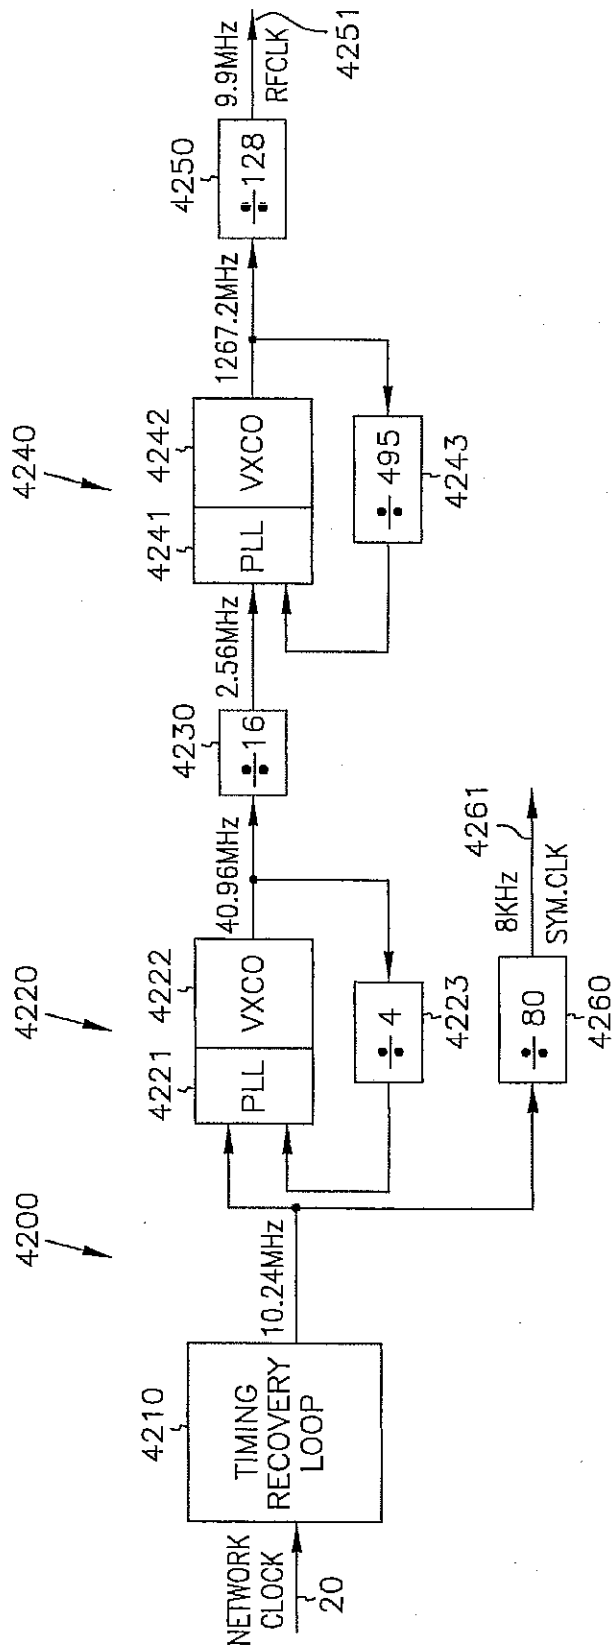 4200
4220
4240
NETWORK
CLOCK
20
4210
TIMING
RECOVERY
LOOP
10.24MHz
4221
4222
PLL
VXCO
÷ 4
4223
40.96MHz
4230
÷16
2.56MHz
4241
4242
PLL
VXCO
÷ 495
4243
1267.2MHz
4250
÷128
9.9MHz
RFCLK
4251
÷ 80
4260
8KHz
SYM.CLK
4261